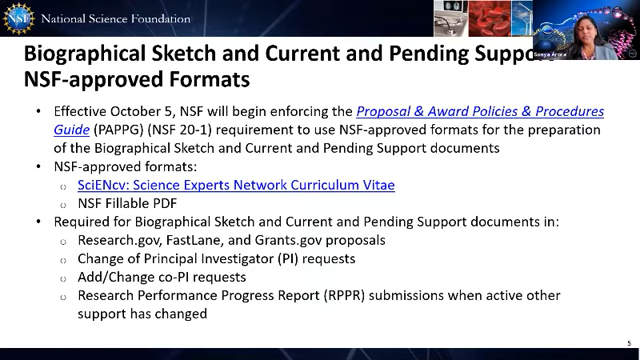 NSF
National Science Foundation
Sonya Arora
Biographical Sketch and Current and Pending Suppo
NSF-approved Formats
• Effective October 5, NSF will begin enforcing the Proposal & Award Policies & Procedures
Guide (PAPPG) (NSF 20-1) requirement to use NSF-approved formats for the preparation
of the Biographical Sketch and Current and Pending Support documents
• NSF-approved formats:
o SciENcv: Science Experts Network Curriculum Vitae
o NSF Fillable PDF
• Required for Biographical Sketch and Current and Pending Support documents in:
o Research.gov, FastLane, and Grants.gov proposals
o Change of Principal Investigator (PI) requests
o Add/Change co-PI requests
o Research Performance Progress Report (RPPR) submissions when active other
support has changed
5